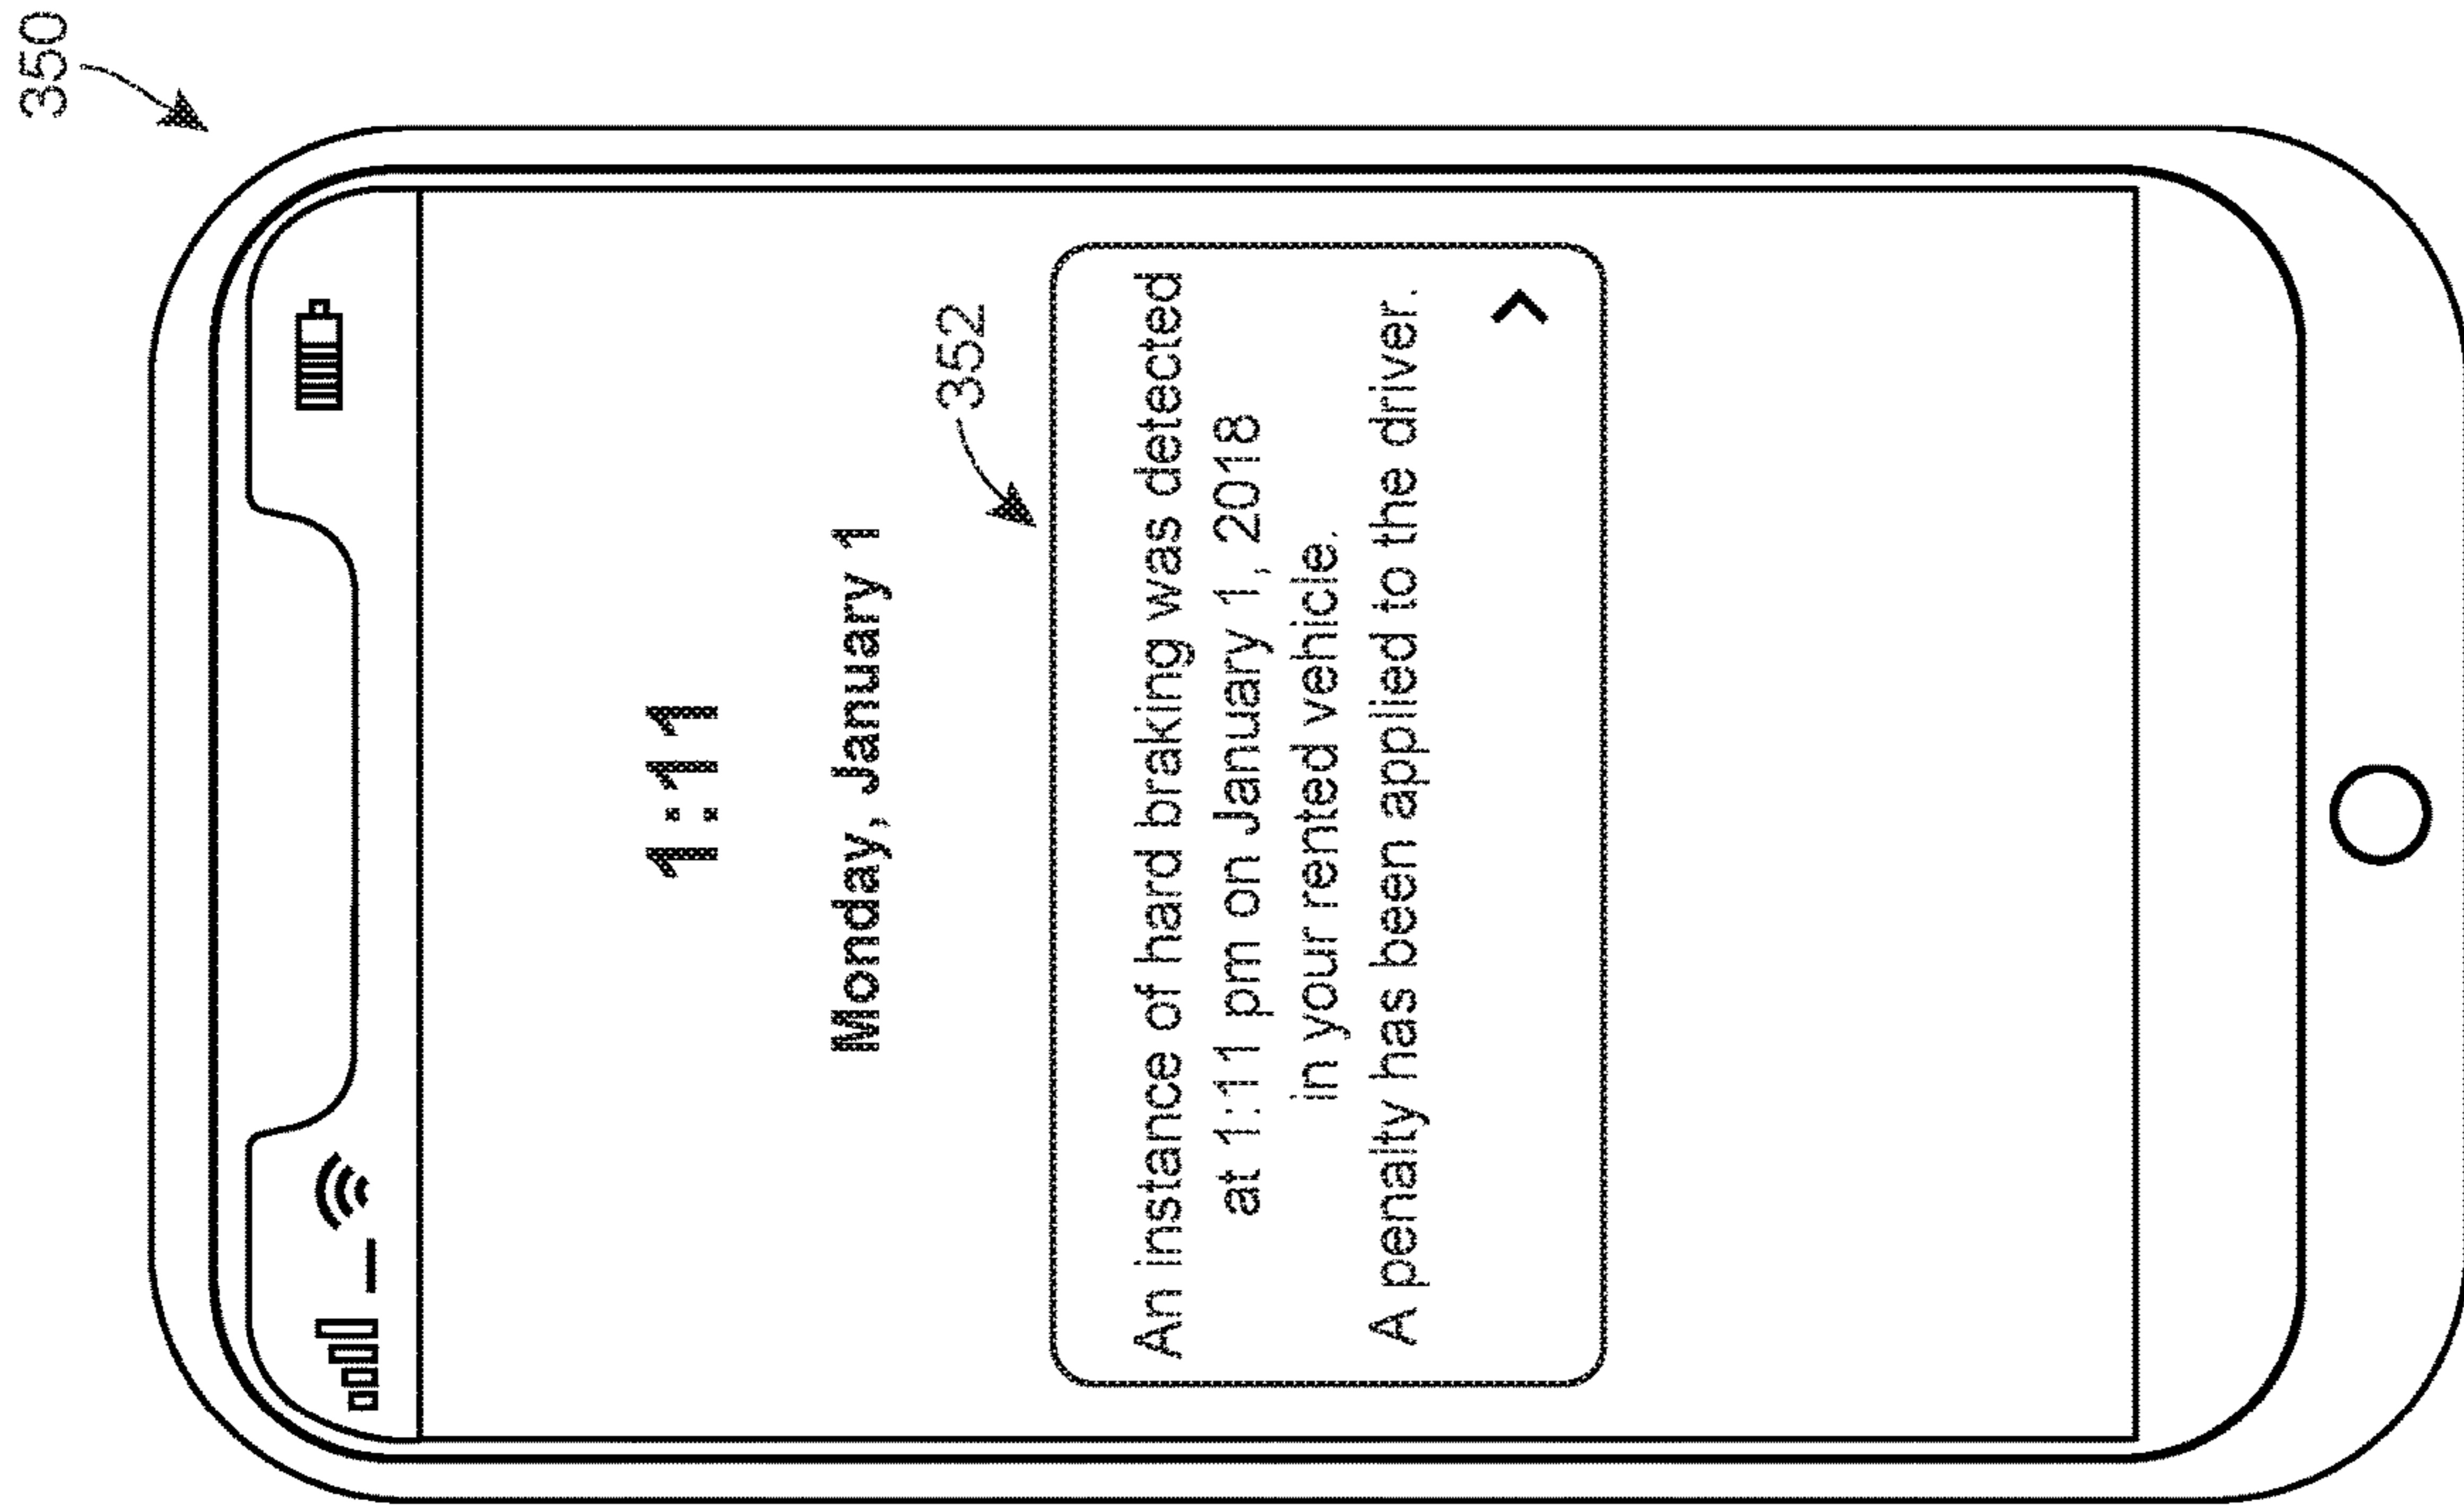 350
1:11
Monday, January 1
352
An instance of hard braking was detected
at 1:11 pm on January 1, 2018
in your rented vehicle.
A penalty has been applied to the driver.